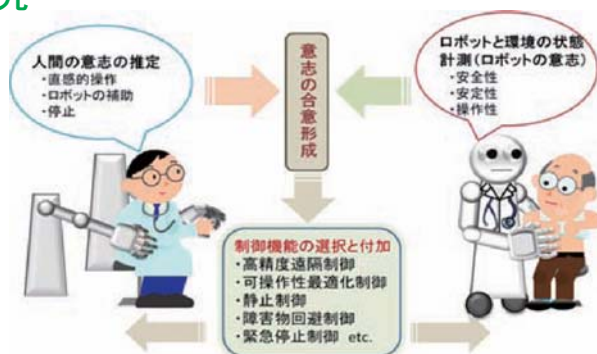 人間の意志の推定
・直感的操作
・ロボットの補助
・停止
意志の合意形成
ロボットと環境の状態
計測(ロボットの意志)
・安全性
・安定性
・操作性
制御機能の選択と付加
・高精度遠隔制御
・可操作性最適化制御
・静止制御
・障害物回避制御
・緊急停止制御 etc.